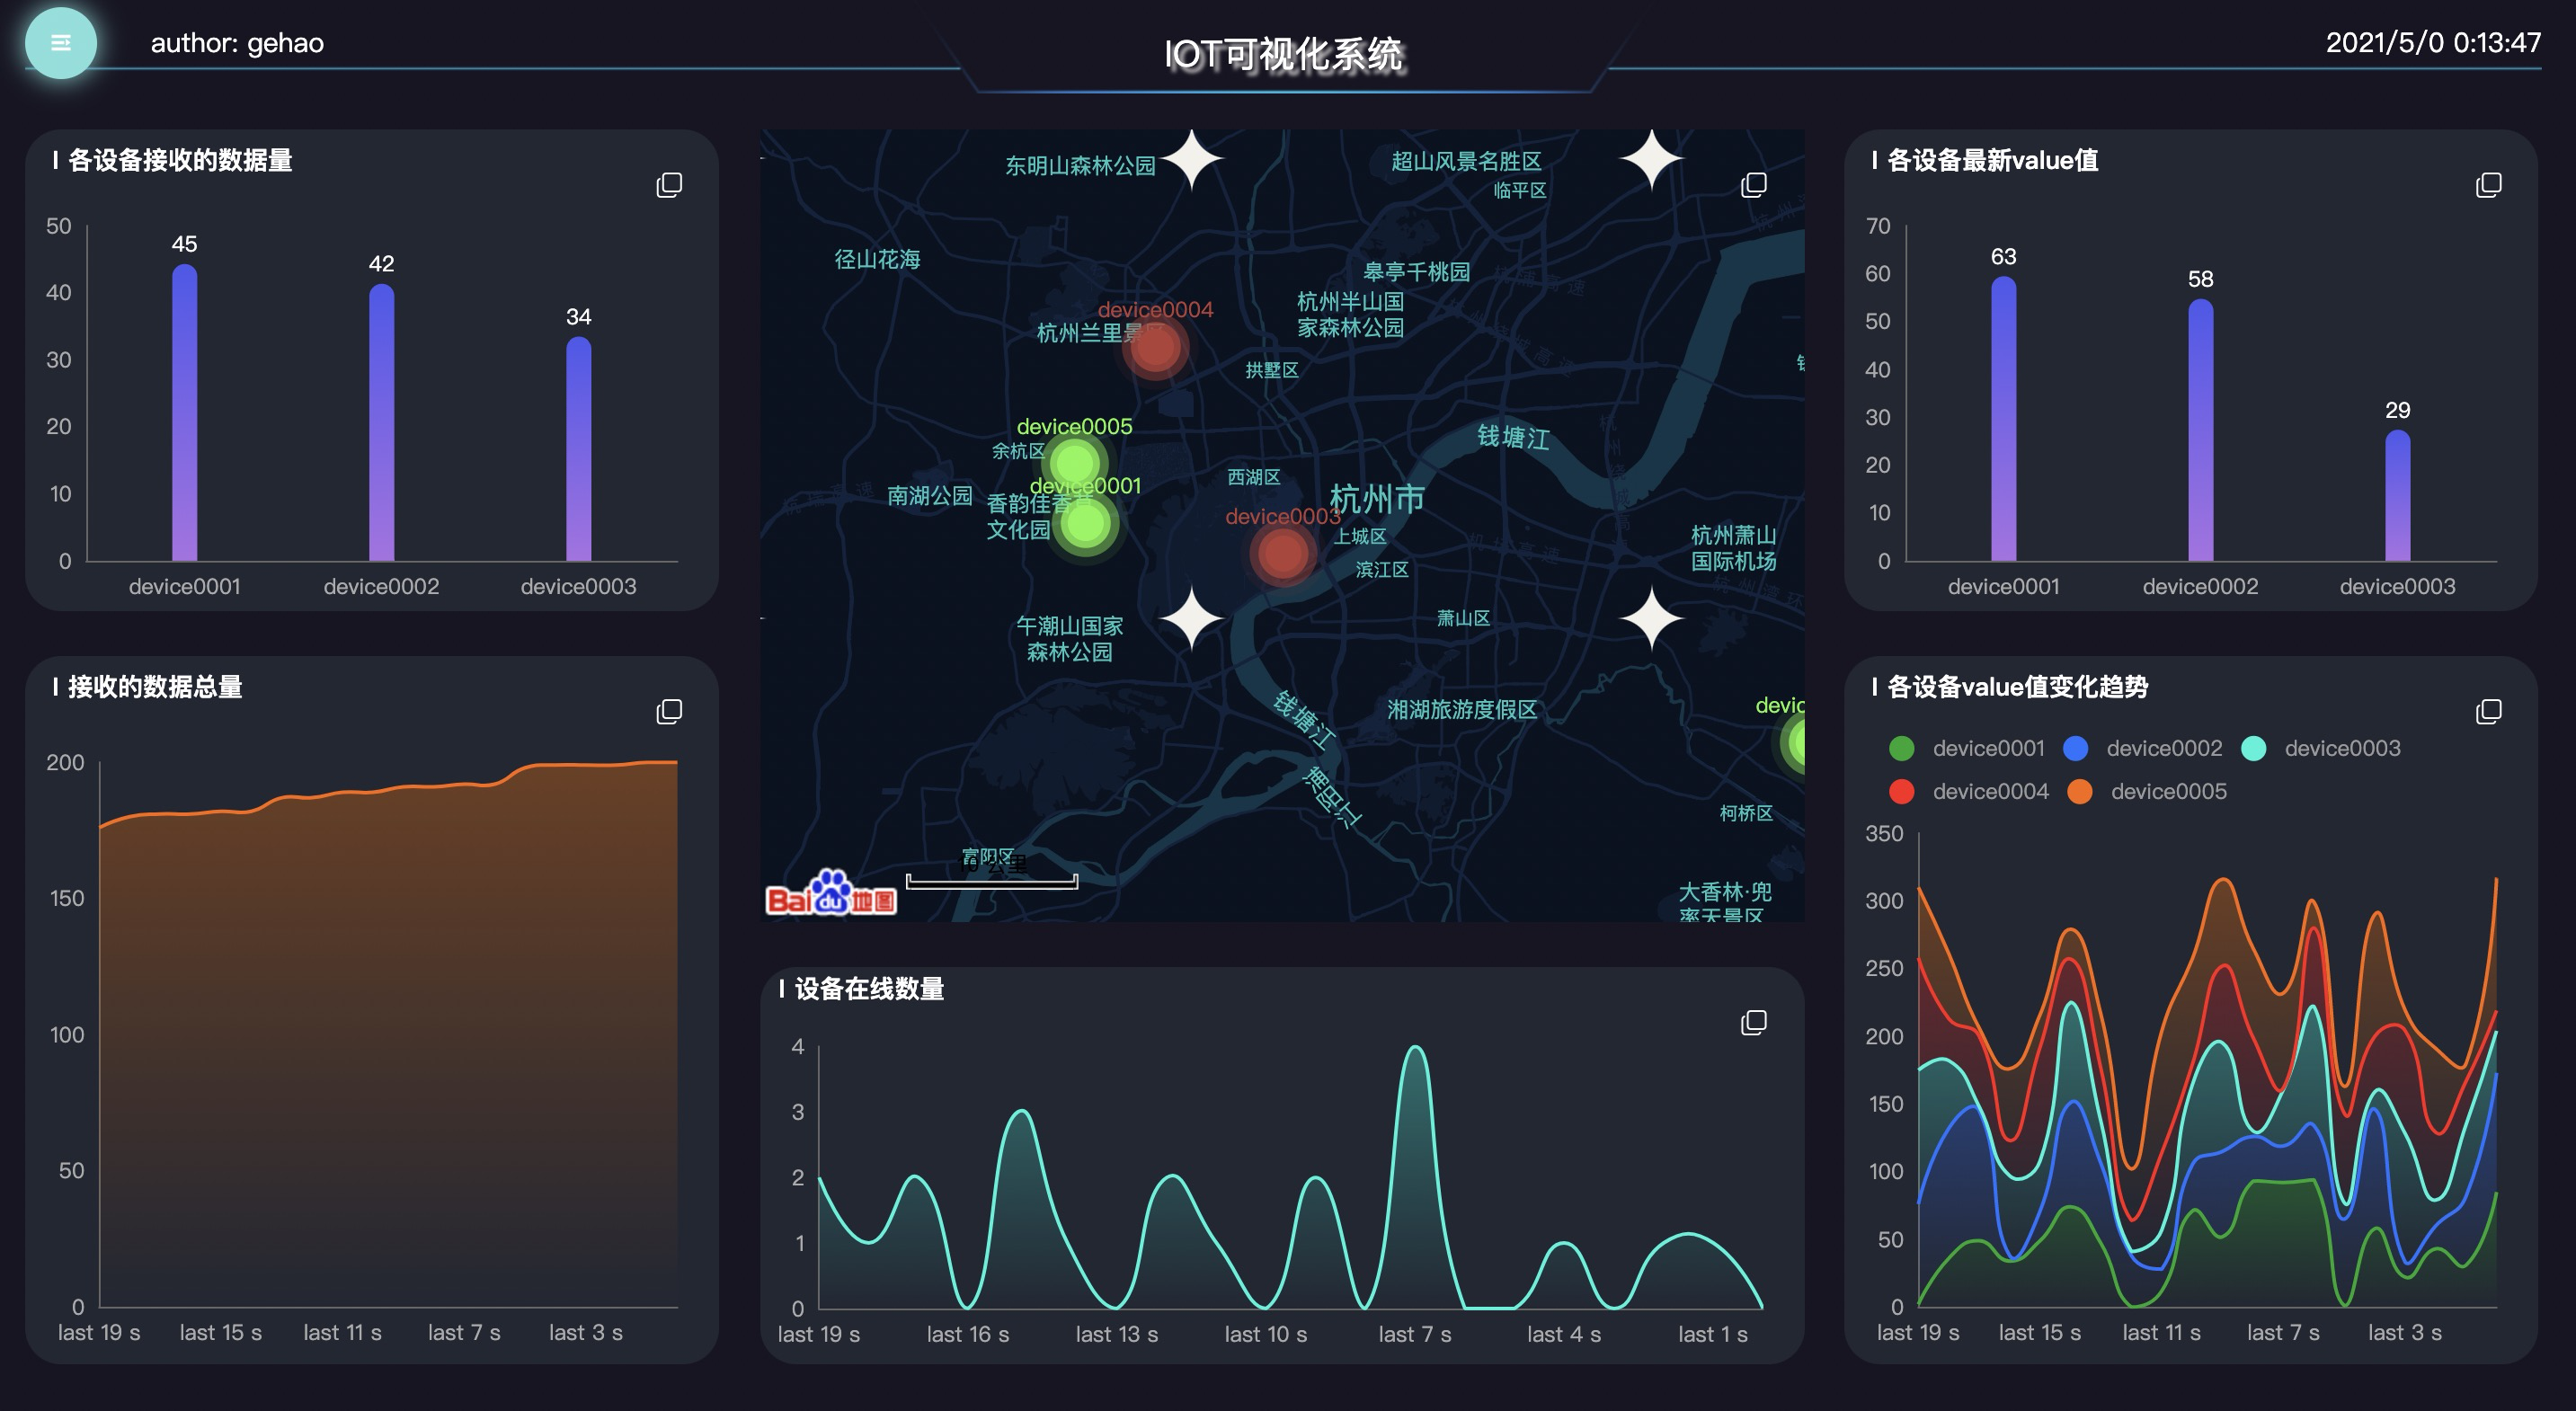 author: gehao
IOT可视化系统
2021/5/0 0:13:47
各设备接收的数据量
50
40
30
20
10
0
45
42
34
device0001
device0002
device0003
接收的数据总量
200
150
100
50
0
last 19 s
last 15 s
last 11 s
last 7 s
last 3 s
东明山森林公园
超山风景名胜区
临平区
径山花海
皋亭千桃园
杭州半山国
家森林公园
device0004
杭州兰里景
拱墅区
device0005
余杭区
钱塘江
device0001
西湖区
南湖公园
香韵佳香
文化园
杭州市
device0003
上城区
杭州萧山
国际机场
滨江区
午潮山国家
森林公园
萧山区
钱塘江
湘湖旅游度假区
devic
富春江
柯桥区
富阳区
公里
大香林·兜
率天景区
Bai du 地图
设备在线数量
4
3
2
1
0
last 19 s
last 16 s
last 13 s
last 10 s
last 7 s
last 4 s
last 1 s
各设备最新value值
70
60
50
40
30
20
10
0
63
58
29
device0001
device0002
device0003
各设备value值变化趋势
device0001
device0002
device0003
device0004
device0005
350
300
250
200
150
100
50
0
last 19 s
last 15 s
last 11 s
last 7 s
last 3 s